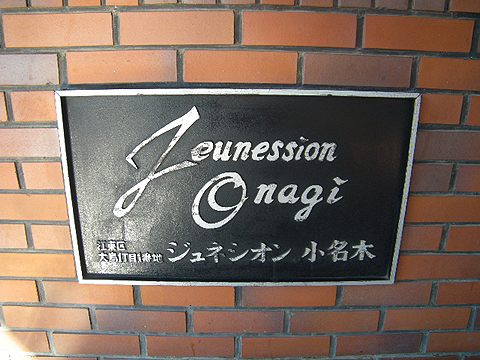 Jeunession
Onagi
江東区
大島1丁目1番地 ジュネシオン 小名木